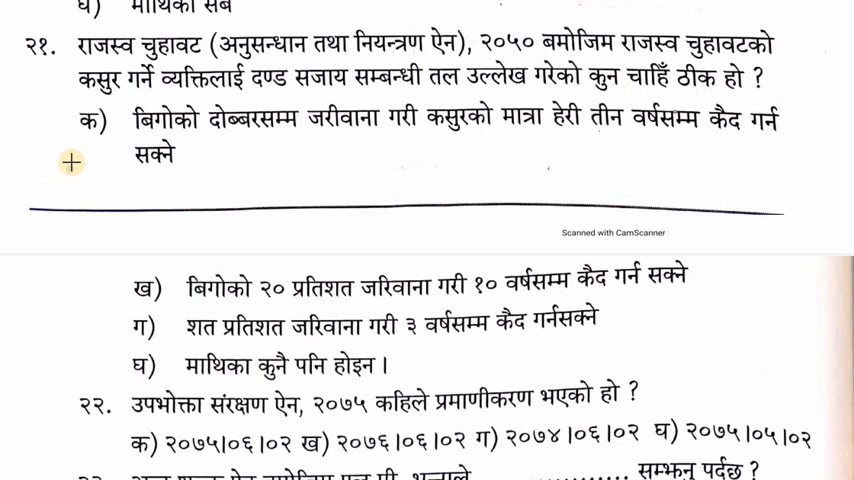 घ) माथिका सबै
२१. राजस्व चुहावट (अनुसन्धान तथा नियन्त्रण ऐन), २०५० बमोजिम राजस्व चुहावटको
कसुर गर्ने व्यक्तिलाई दण्ड सजाय सम्बन्धी तल उल्लेख गरेको कुन चाहिँ ठीक हो ?
क) बिगोको दोब्बरसम्म जरीवाना गरी कसुरको मात्रा हेरी तीन वर्षसम्म कैद गर्न
सक्ने
Scanned with CamScanner
ख) बिगोको २० प्रतिशत जरिवाना गरी १० वर्षसम्म कैद गर्न सक्ने
ग) शत प्रतिशत जरिवाना गरी ३ वर्षसम्म कैद गर्नसक्ने
घ) माथिका कुनै पनि होइन ।
२२. उपभोक्ता संरक्षण ऐन, २०७५ कहिले प्रमाणीकरण भएको हो ?
क) २०७५।०६।०२ ख) २०७६।०६।०२ ग) २०७४।०६।०२ घ) २०७५।०५।०२
सम्झनु पर्दछ ?